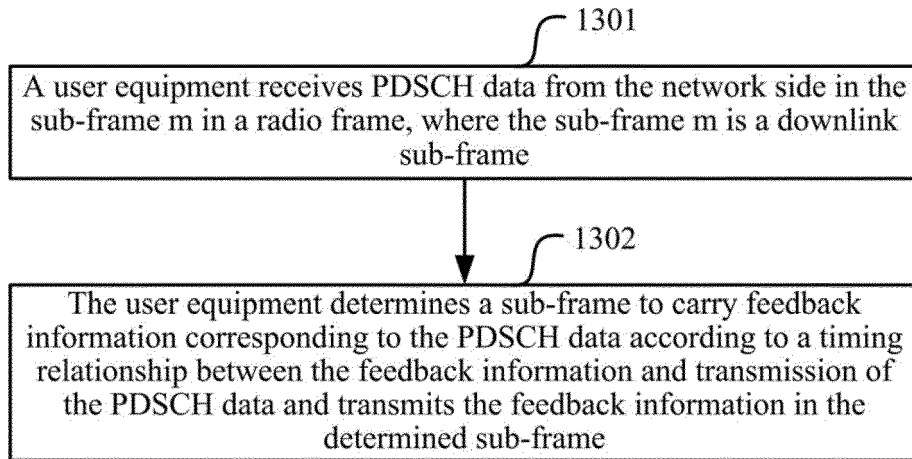 1301
A user equipment receives PDSCH data from the network side in the
sub-frame m in a radio frame, where the sub-frame m is a downlink
sub-frame
1302
The user equipment determines a sub-frame to carry feedback
information corresponding to the PDSCH data according to a timing
relationship between the feedback information and transmission of
the PDSCH data and transmits the feedback information in the
determined sub-frame